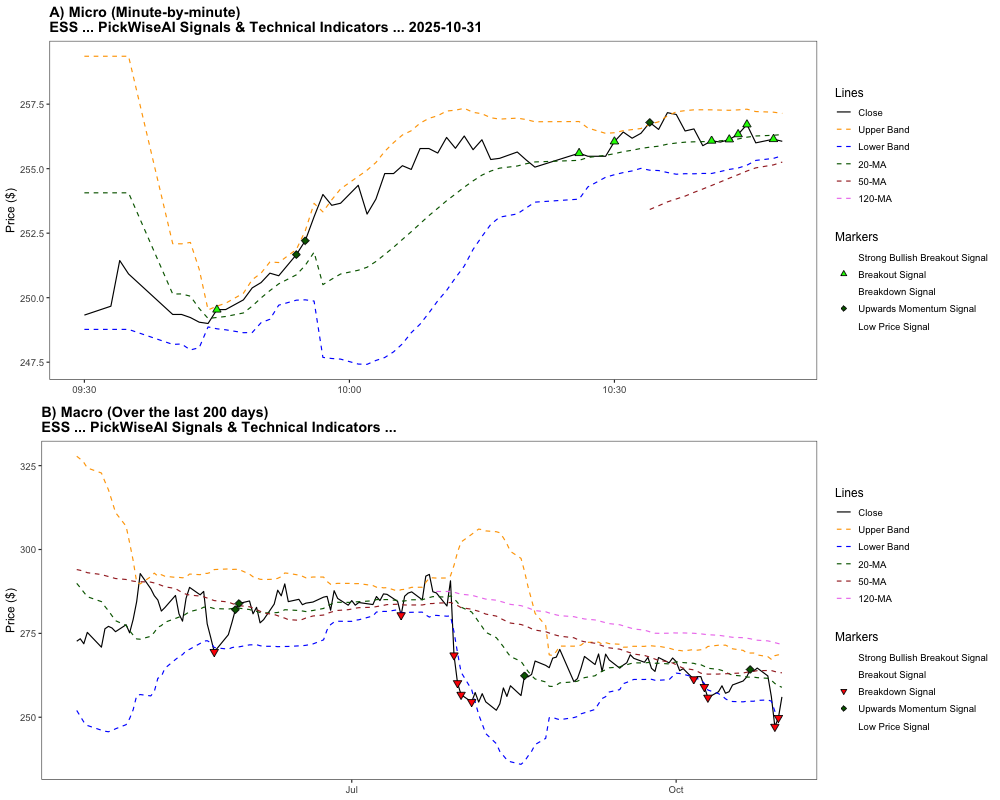 A) Micro (Minute-by-minute)
ESS ... PickWiseAI Signals & Technical Indicators ... 2025-10-31
Price ($)
257.5
255.0
252.5
250.0
247.5
09:30
10:00
10:30
Lines
Close
Upper Band
Lower Band
20-MA
50-MA
120-MA
Markers
Strong Bullish Breakout Signal
Breakout Signal
Breakdown Signal
Upwards Momentum Signal
Low Price Signal
B) Macro (Over the last 200 days)
ESS ... PickWiseAI Signals & Technical Indicators ...
Price ($)
325
300
275
250
Jul
Oct
Lines
Close
Upper Band
Lower Band
20-MA
50-MA
120-MA
Markers
Strong Bullish Breakout Signal
Breakout Signal
Breakdown Signal
Upwards Momentum Signal
Low Price Signal